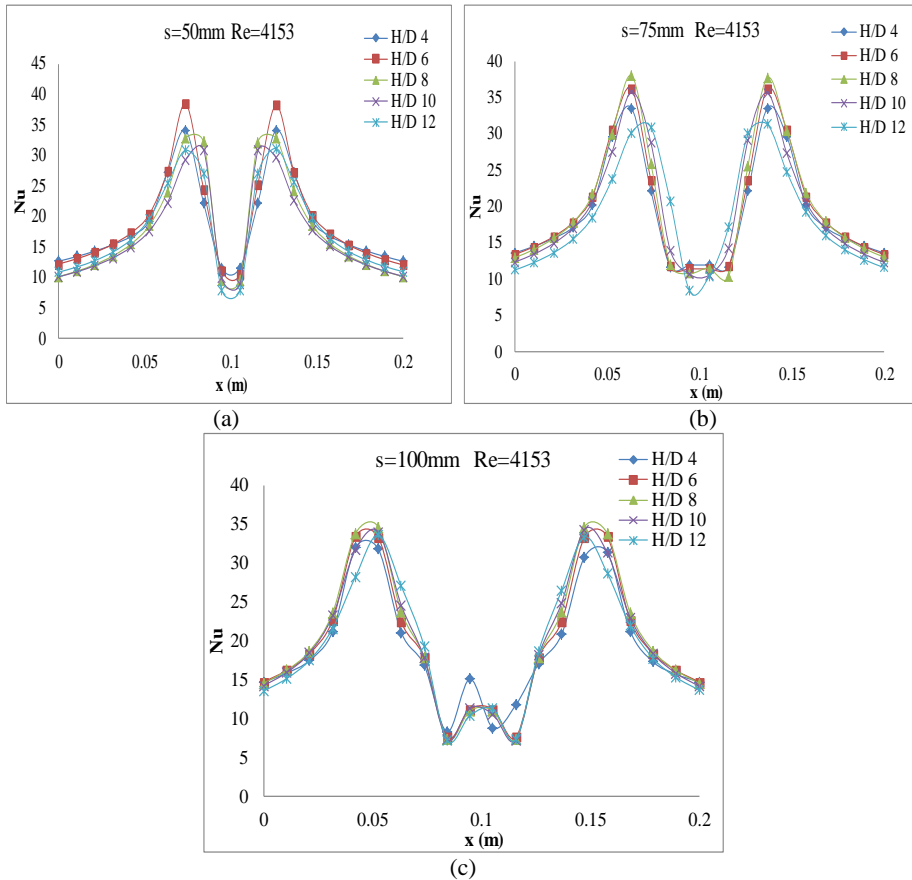 s=50mm Re=4153
H/D 4
H/D 6
H/D 8
H/D 10
H/D 12
45
40
35
30
25
20
15
10
5
0
Nu
0 0.05 0.1 0.15 0.2
x (m)
(a)
s=75mm Re=4153
H/D 4
H/D 6
H/D 8
H/D 10
H/D 12
40
35
30
25
20
15
10
5
0
Nu
0 0.05 0.1 0.15 0.2
x (m)
(b)
s=100mm Re=4153
H/D 4
H/D 6
H/D 8
H/D 10
H/D 12
40
35
30
25
20
15
10
5
0
Nu
0 0.05 0.1 0.15 0.2
x (m)
(c)